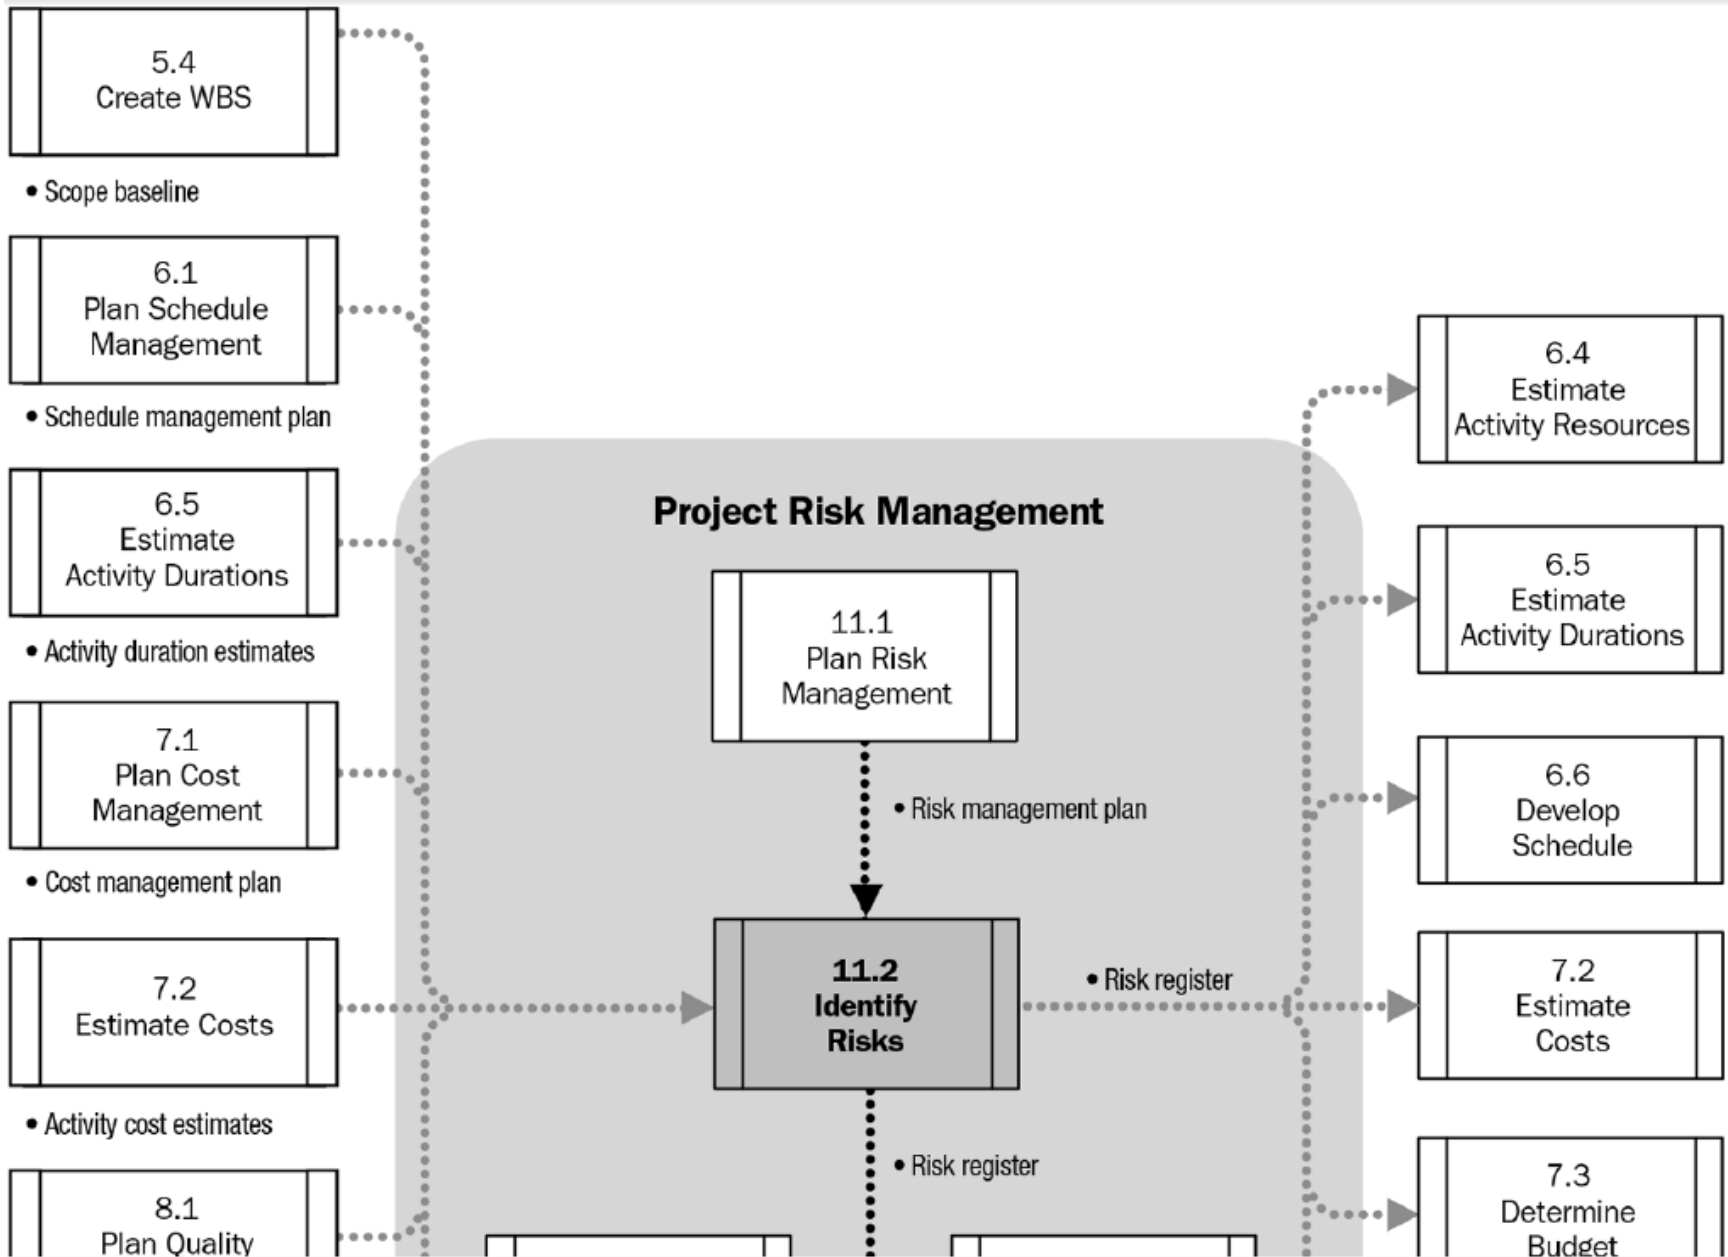 5.4
Create WBS
• Scope baseline
6.1
Plan Schedule
Management
• Schedule management plan
6.5
Estimate
Activity Durations
• Activity duration estimates
7.1
Plan Cost
Management
• Cost management plan
7.2
Estimate Costs
• Activity cost estimates
8.1
Plan Quality
Project Risk Management
11.1
Plan Risk
Management
• Risk management plan
11.2
Identify
Risks
• Risk register
• Risk register
6.4
Estimate
Activity Resources
6.5
Estimate
Activity Durations
6.6
Develop
Schedule
7.2
Estimate
Costs
7.3
Determine
Budget